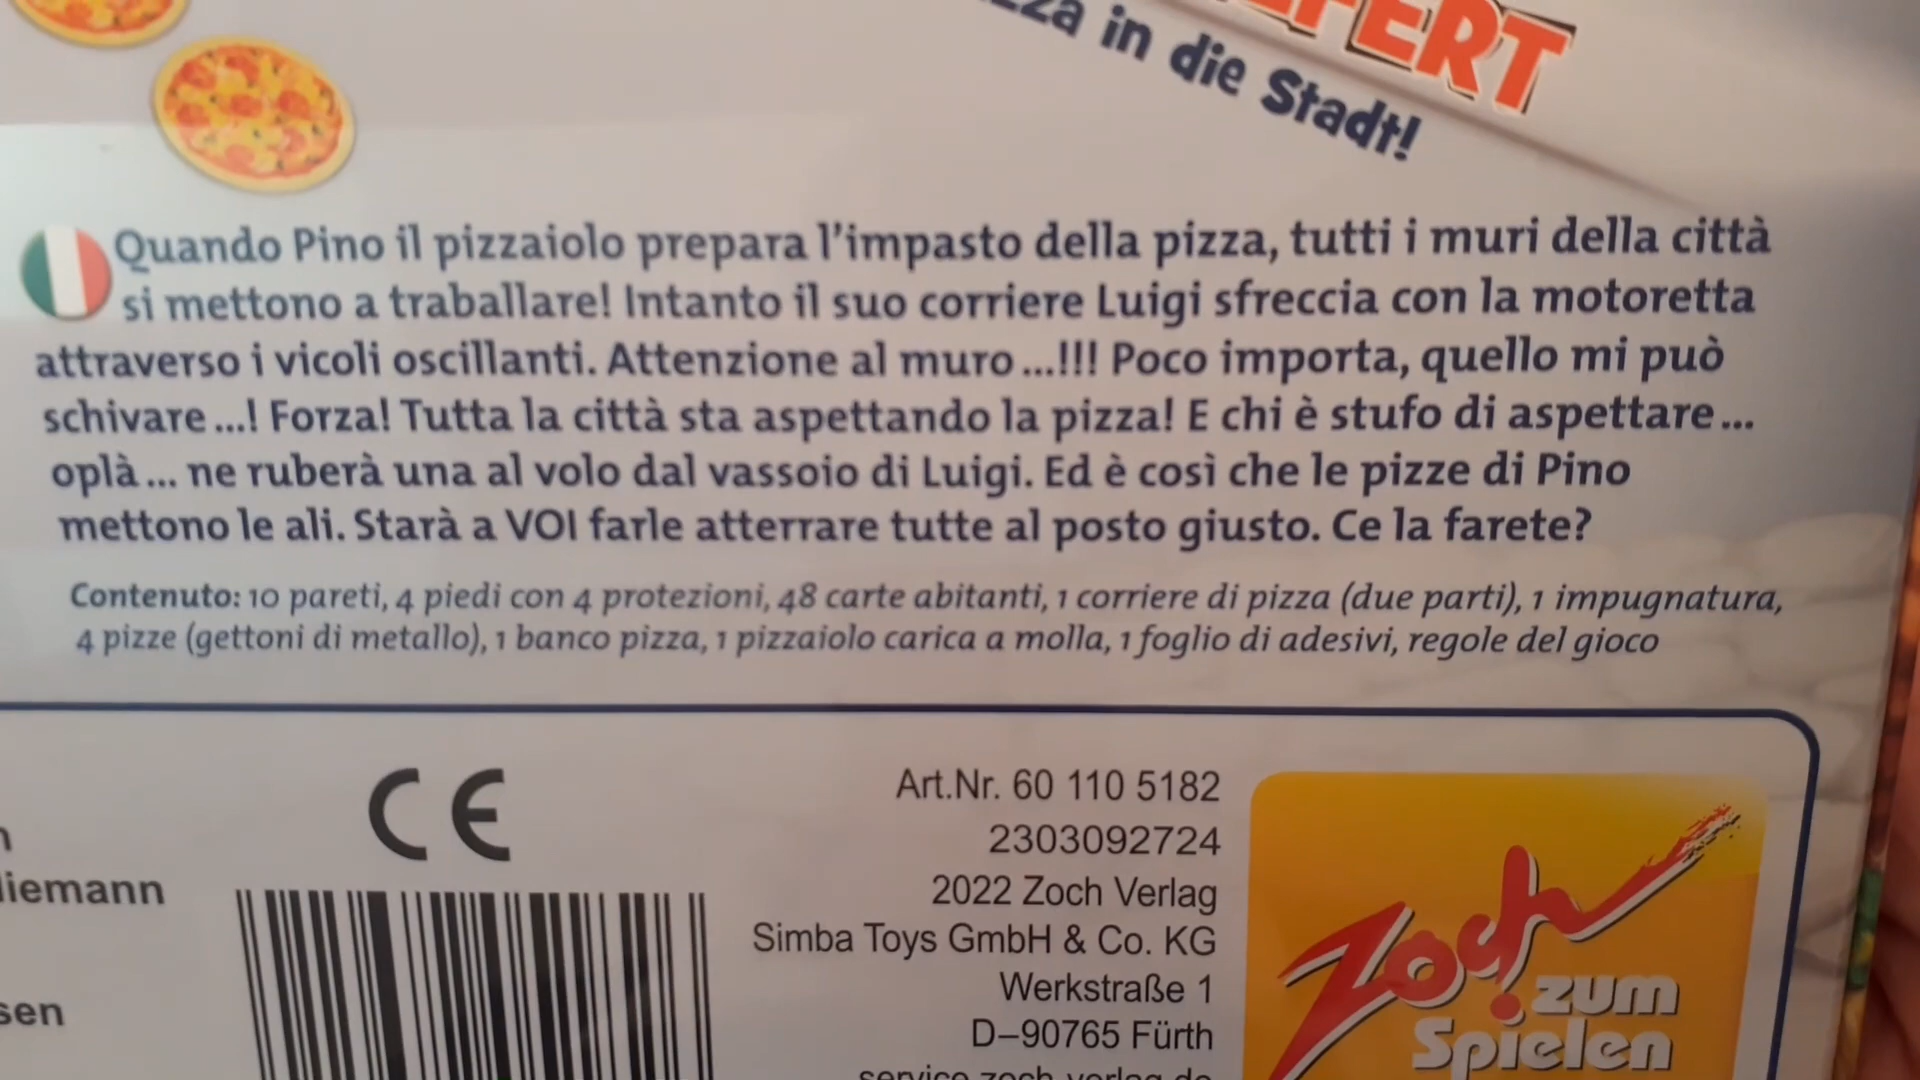 FERT
in die Stadt!
Quando Pino il pizzaiolo prepara l'impasto della pizza, tutti i muri della città
si mettono a traballare! Intanto il suo corriere Luigi sfreccia con la motoretta
attraverso i vicoli oscillanti. Attenzione al muro...!!! Poco importa, quello mi può
schivare...! Forza! Tutta la città sta aspettando la pizza! E chi è stufo di aspettare...
oplà... ne ruberà una al volo dal vassoio di Luigi. Ed è così che le pizze di Pino
mettono le ali. Starà a VOI farle atterrare tutte al posto giusto. Ce la farete?
Contenuto: 10 pareti, 4 piedi con 4 protezioni, 48 carte abitanti, 1 corriere di pizza (due parti), 1 impugnatura,
4 pizze (gettoni di metallo), 1 banco pizza, 1 pizzaiolo carica a molla, 1 foglio di adesivi, regole del gioco
CE
iemann
sen
Art.Nr. 60 110 5182
2303092724
2022 Zoch Verlag
Simba Toys GmbH & Co. KG
Werkstraße 1
D–90765 Fürth
Zoch
zum
Spielen